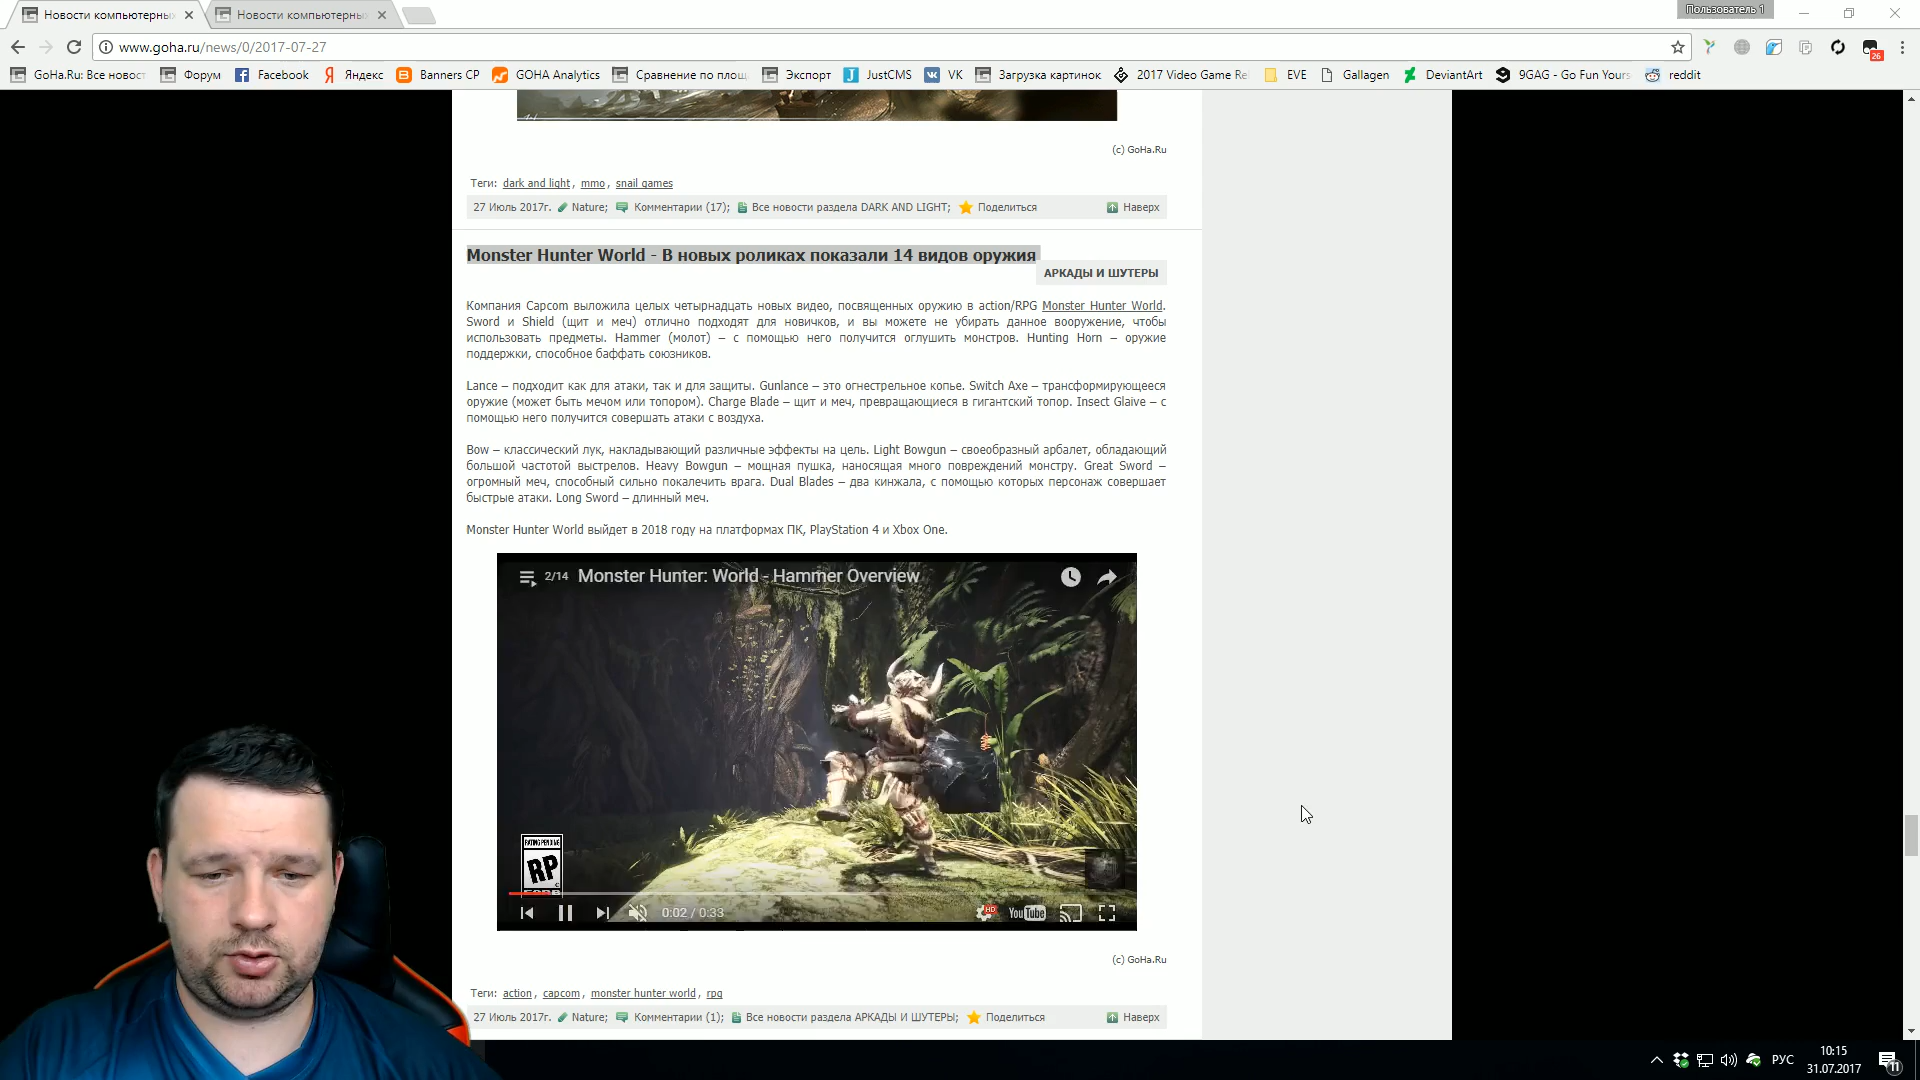 Новости компьютерны
Новости компьютерны
Пользователь 1
www.goha.ru/news/0/2017-07-27
26
GoHa.Ru: Все новост
Форум
Facebook
Яндекс
Banners CP
GOHA Analytics
Сравнение по площ
Экспорт
JustCMS
VK
Загрузка картинок
2017 Video Game Re
EVE
Gallagen
DeviantArt
9GAG - Go Fun Yours
reddit
(c) GoHa.Ru
Теги: dark and light, mmo, snail games
27 Июль 2017г. Nature; Комментарии (17); Все новости раздела DARK AND LIGHT; Поделиться Наверх
Monster Hunter World - В новых роликах показали 14 видов оружия
АРКАДЫ И ШУТЕРЫ
Компания Capcom выложила целых четырнадцать новых видео, посвященных оружию в action/RPG Monster Hunter World.
Sword и Shield (щит и меч) отлично подходят для новичков, и вы можете не убирать данное вооружение, чтобы
использовать предметы. Hammer (молот) – с помощью него получится оглушить монстров. Hunting Horn – оружие
поддержки, способное баффать союзников.
Lance – подходит как для атаки, так и для защиты. Gunlance – это огнестрельное копье. Switch Axe – трансформирующееся
оружие (может быть мечом или топором). Charge Blade – щит и меч, превращающиеся в гигантский топор. Insect Glaive – с
помощью него получится совершать атаки с воздуха.
Bow – классический лук, накладывающий различные эффекты на цель. Light Bowgun – своеобразный арбалет, обладающий
большой частотой выстрелов. Heavy Bowgun – мощная пушка, наносящая много повреждений монстру. Great Sword –
огромный меч, способный сильно покалечить врага. Dual Blades – два кинжала, с помощью которых персонаж совершает
быстрые атаки. Long Sword – длинный меч.
Monster Hunter World выйдет в 2018 году на платформах ПК, PlayStation 4 и Xbox One.
2/14 Monster Hunter: World - Hammer Overview
RATING PENDING
RP
ESRB
0:02 / 0:33
HD
YouTube
(c) GoHa.Ru
Теги: action, capcom, monster hunter world, rpg
27 Июль 2017г. Nature; Комментарии (1); Все новости раздела АРКАДЫ И ШУТЕРЫ; Поделиться Наверх
РУС
10:15
31.07.2017
11